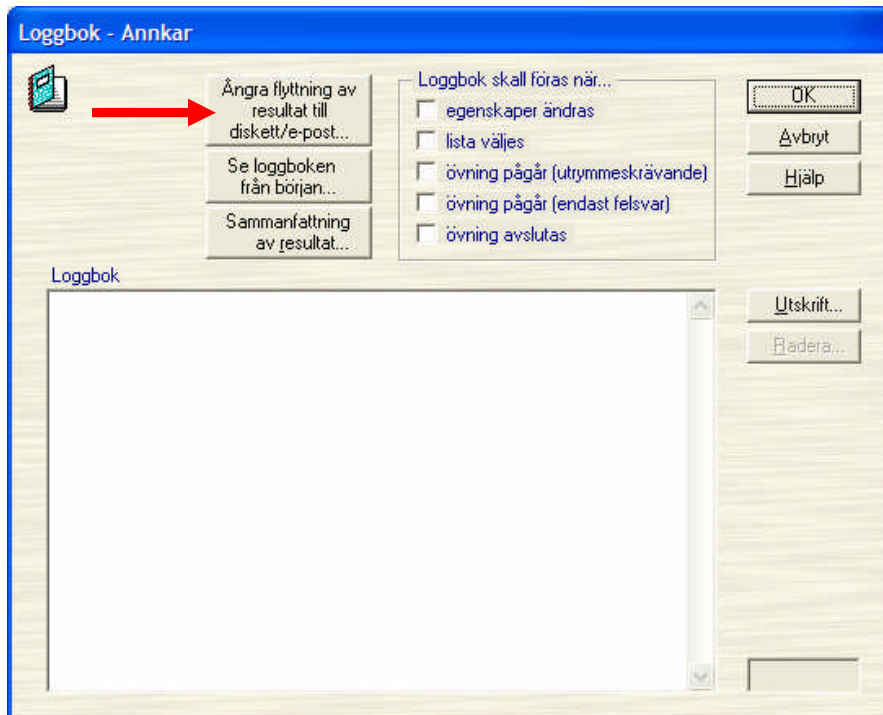 Loggbok - Annkar
Ångra flyttning av
resultat till
diskett/e-post...
Se loggboken
från början...
Sammanfattning
av resultat...
Loggbok skall föras när...
egenskaper ändras
lista väljes
övning pågår (utrymmeskrävande)
övning pågår (endast felsvar)
övning avslutas
OK
Avbryt
Hjälp
Loggbok
Utskrift...
Radera...